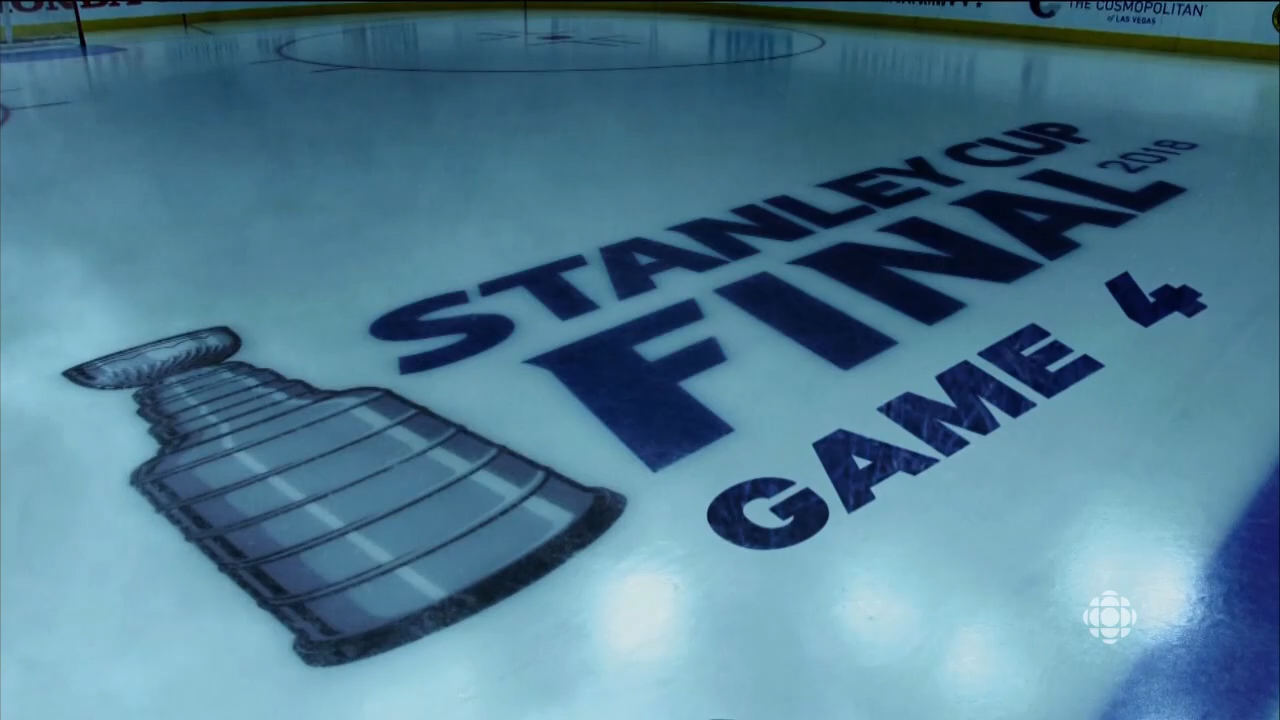 THE COSMOPOLITAN
of LAS VEGAS
STANLEY CUP
FINAL 2018
GAME 4